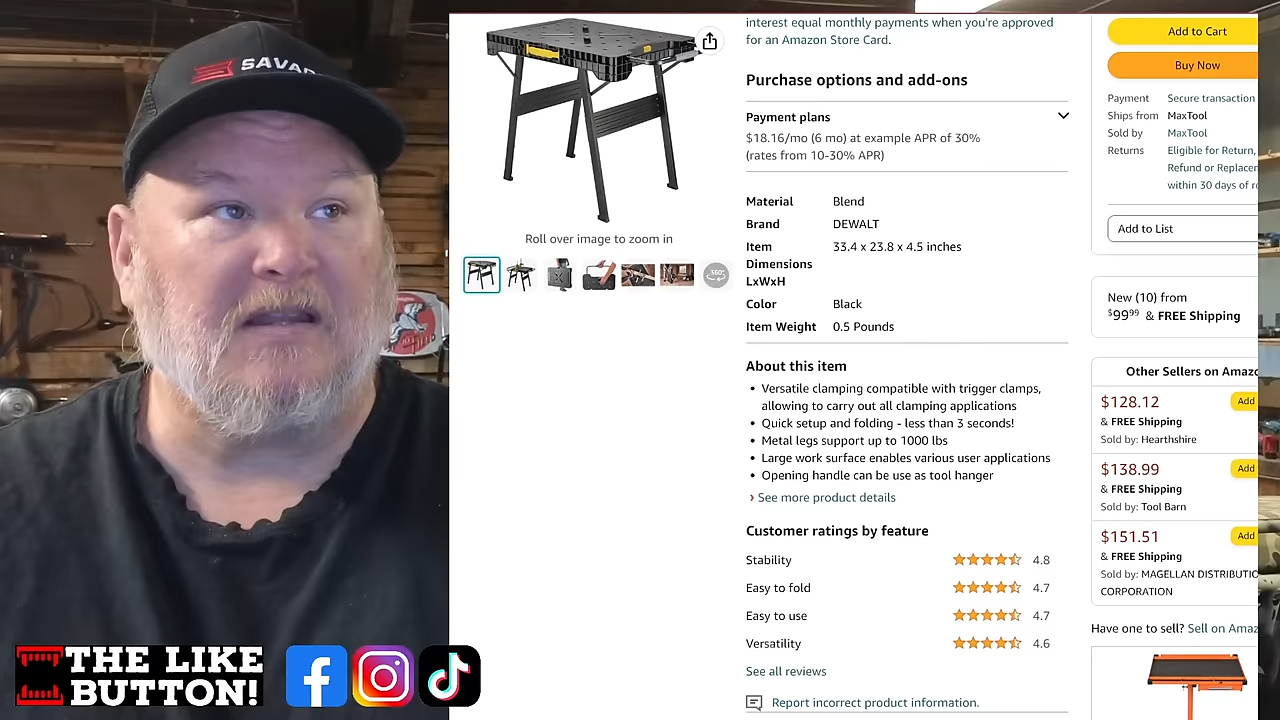 SAVAG
interest equal monthly payments when you're approved
for an Amazon Store Card.
Purchase options and add-ons
Payment plans
$18.16/mo (6 mo) at example APR of 30%
(rates from 10-30% APR)
Material Blend
Brand DEWALT
Item 33.4 x 23.8 x 4.5 inches
Dimensions
LxWxH
Color Black
Item Weight 0.5 Pounds
About this item
• Versatile clamping compatible with trigger clamps,
allowing to carry out all clamping applications
• Quick setup and folding - less than 3 seconds!
• Metal legs support up to 1000 lbs
• Large work surface enables various user applications
• Opening handle can be use as tool hanger
› See more product details
Customer ratings by feature
Stability 4.8
Easy to fold 4.7
Easy to use 4.7
Versatility 4.6
See all reviews
Report incorrect product information.
Roll over image to zoom in
360°
Add to Cart
Buy Now
Payment Secure transaction
Ships from MaxTool
Sold by MaxTool
Returns Eligible for Return,
Refund or Replacem
within 30 days of re
Add to List
New (10) from
$99⁹⁹ & FREE Shipping
Other Sellers on Amazo
$128.12 Add
& FREE Shipping
Sold by: Hearthshire
$138.99 Add
& FREE Shipping
Sold by: Tool Barn
$151.51 Add
& FREE Shipping
Sold by: MAGELLAN DISTRIBUTIO
CORPORATION
Have one to sell? Sell on Amaz
THE LIKE
BUTTON!